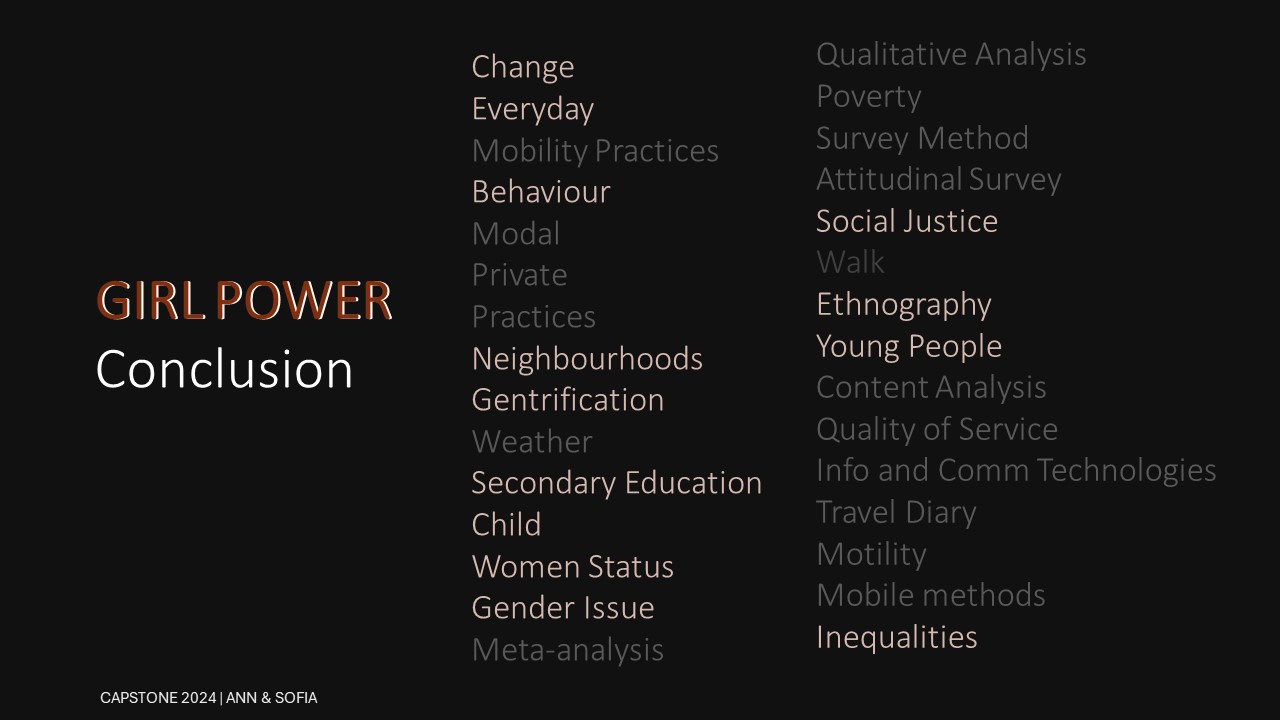 GIRL POWER
Conclusion
Change
Everyday
Mobility Practices
Behaviour
Modal
Private
Practices
Neighbourhoods
Gentrification
Weather
Secondary Education
Child
Women Status
Gender Issue
Meta-analysis
Qualitative Analysis
Poverty
Survey Method
Attitudinal Survey
Social Justice
Walk
Ethnography
Young People
Content Analysis
Quality of Service
Info and Comm Technologies
Travel Diary
Motility
Mobile methods
Inequalities
CAPSTONE 2024 | ANN & SOFIA